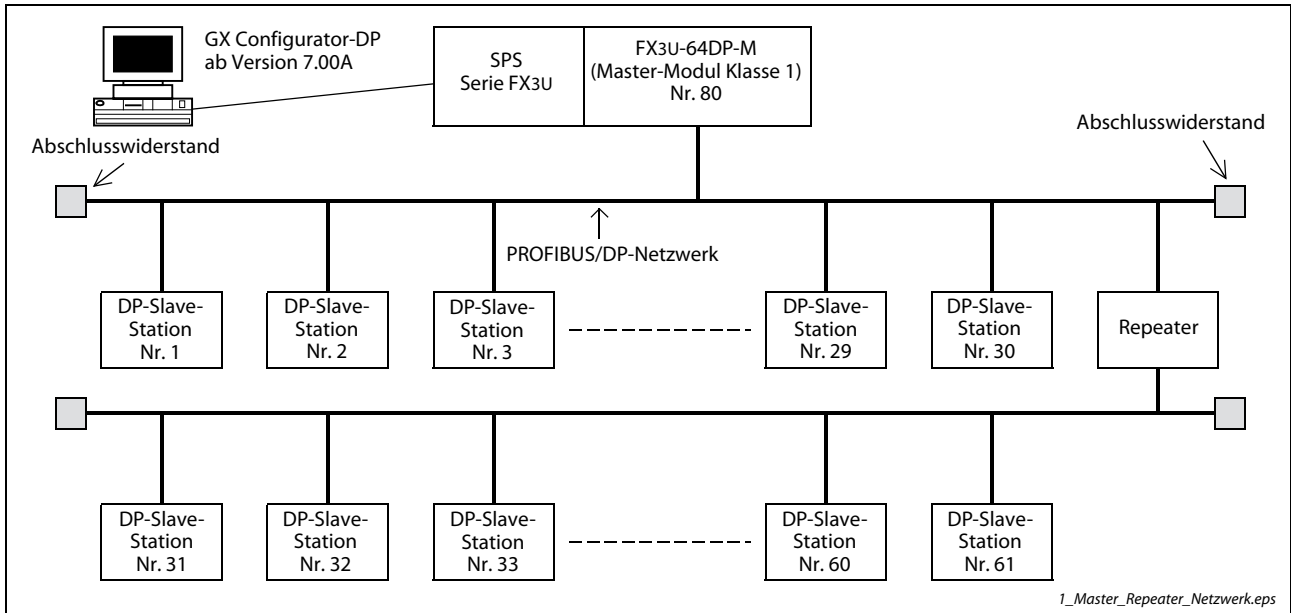 GX Configurator-DP
ab Version 7.00A
SPS
Serie FX3U
FX3U-64DP-M
(Master-Modul Klasse 1)
Nr. 80
Abschlusswiderstand
Abschlusswiderstand
PROFIBUS/DP-Netzwerk
DP-Slave-
Station
Nr. 1
DP-Slave-
Station
Nr. 2
DP-Slave-
Station
Nr. 3
DP-Slave-
Station
Nr. 29
DP-Slave-
Station
Nr. 30
Repeater
DP-Slave-
Station
Nr. 31
DP-Slave-
Station
Nr. 32
DP-Slave-
Station
Nr. 33
DP-Slave-
Station
Nr. 60
DP-Slave-
Station
Nr. 61
1_Master_Repeater_Netzwerk.eps